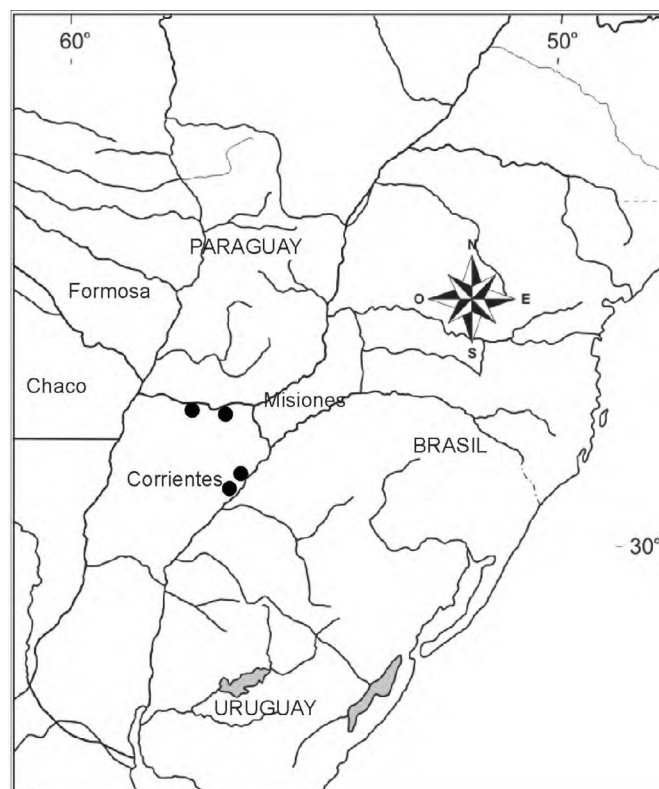 60° 50°
N
PARAGUAY
Formosa
O E
S
Chaco
Misiones
BRASIL
Corrientes
30°
URUGUAY